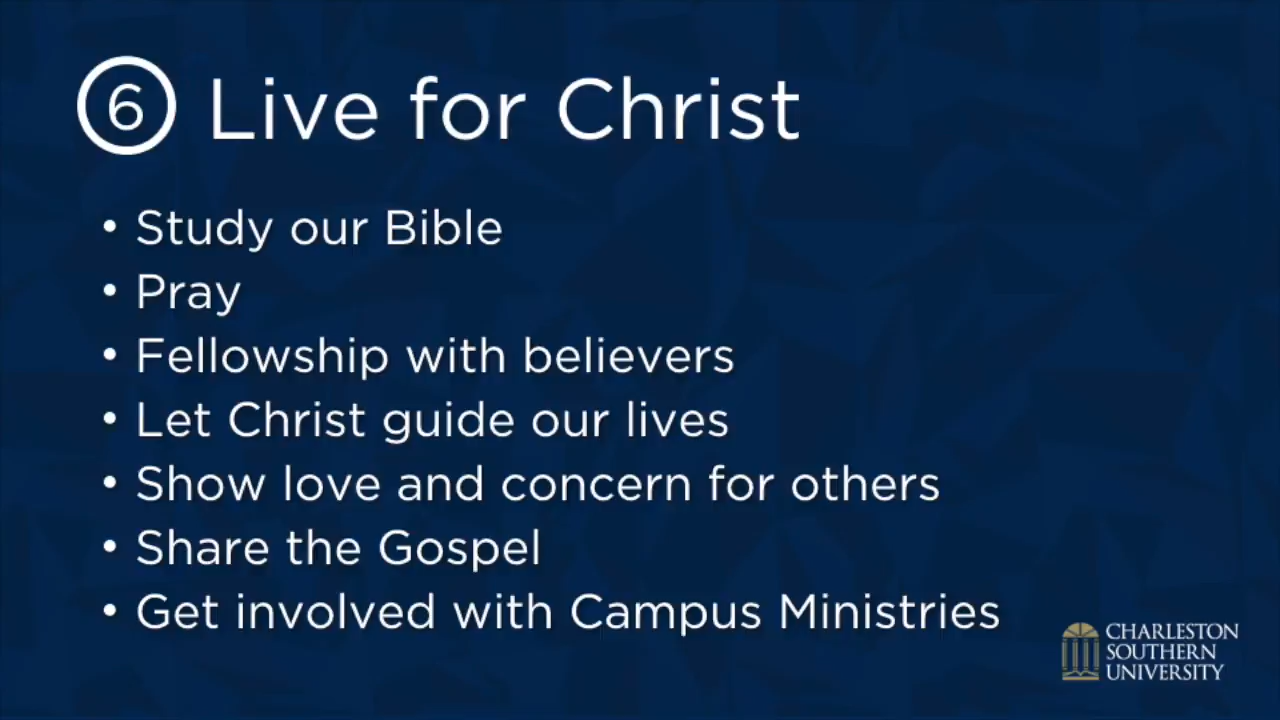 6 Live for Christ
• Study our Bible
• Pray
• Fellowship with believers
• Let Christ guide our lives
• Show love and concern for others
• Share the Gospel
• Get involved with Campus Ministries
CHARLESTON
SOUTHERN
UNIVERSITY